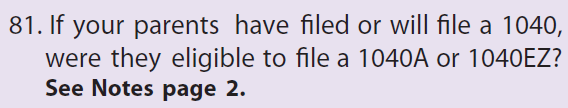 81. If your parents have filed or will file a 1040,
were they eligible to file a 1040A or 1040EZ?
See Notes page 2.